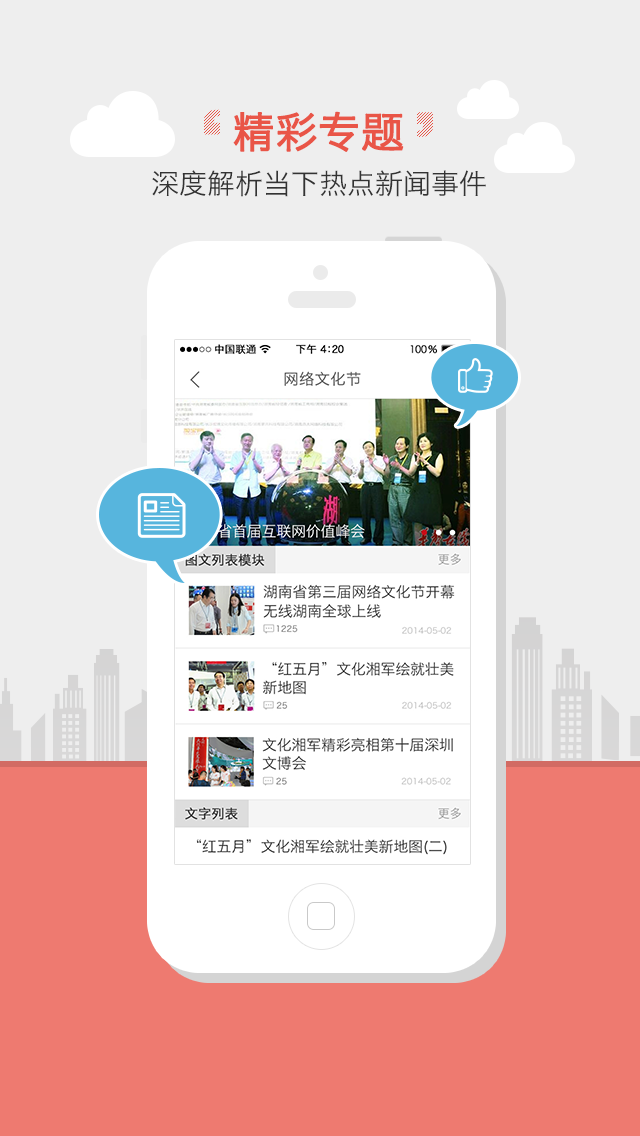 精彩专题
深度解析当下热点新闻事件
中国联通 下午 4:20 100%
网络文化节
省首届互联网价值峰会
图文列表模块 更多
湖南省第三届网络文化节开幕
无线湖南全球上线
1225 2014-05-02
“红五月”文化湘军绘就壮美
新地图
25 2014-05-02
文化湘军精彩亮相第十届深圳
文博会
25 2014-05-02
文字列表 更多
“红五月”文化湘军绘就壮美新地图(二)